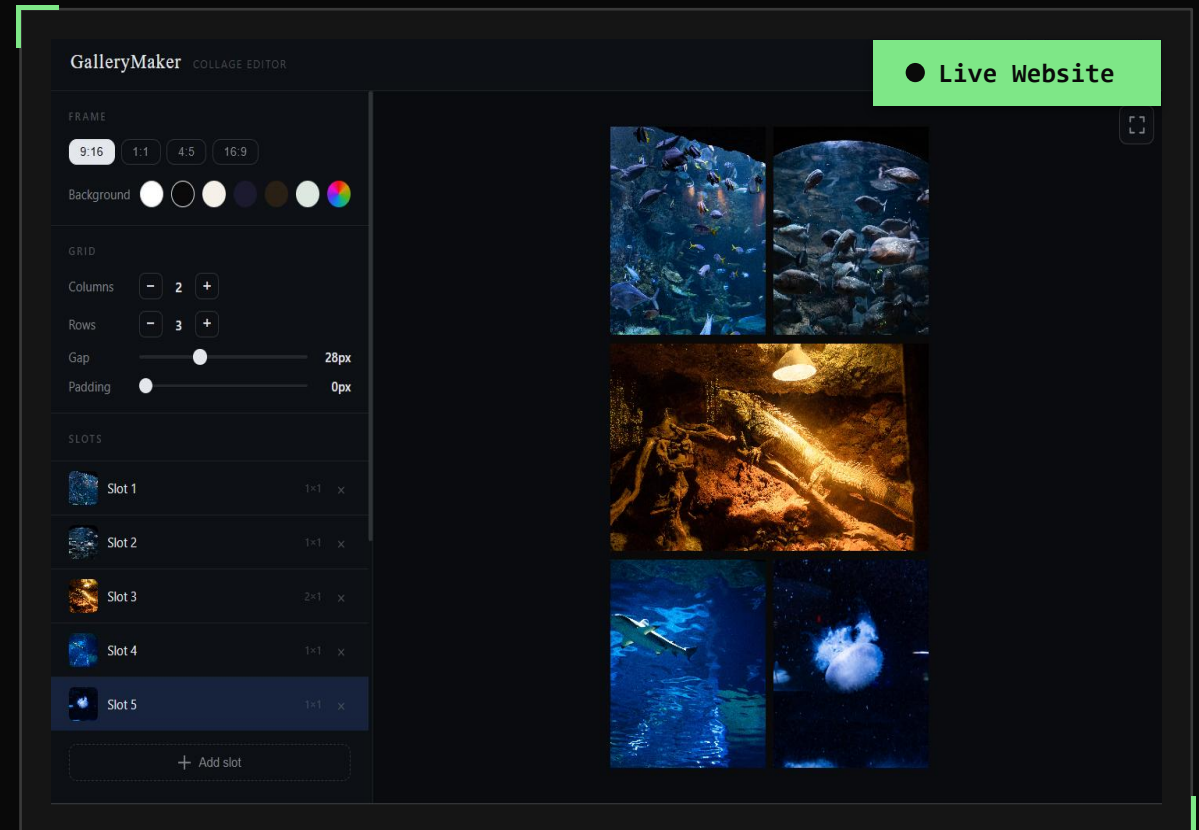 GalleryMaker COLLAGE EDITOR
Live Website
FRAME
9:16 1:1 4:5 16:9
Background
GRID
Columns − 2 +
Rows − 3 +
Gap 28px
Padding 0px
SLOTS
Slot 1 1×1 ×
Slot 2 1×1 ×
Slot 3 2×1 ×
Slot 4 1×1 ×
Slot 5 1×1 ×
+ Add slot